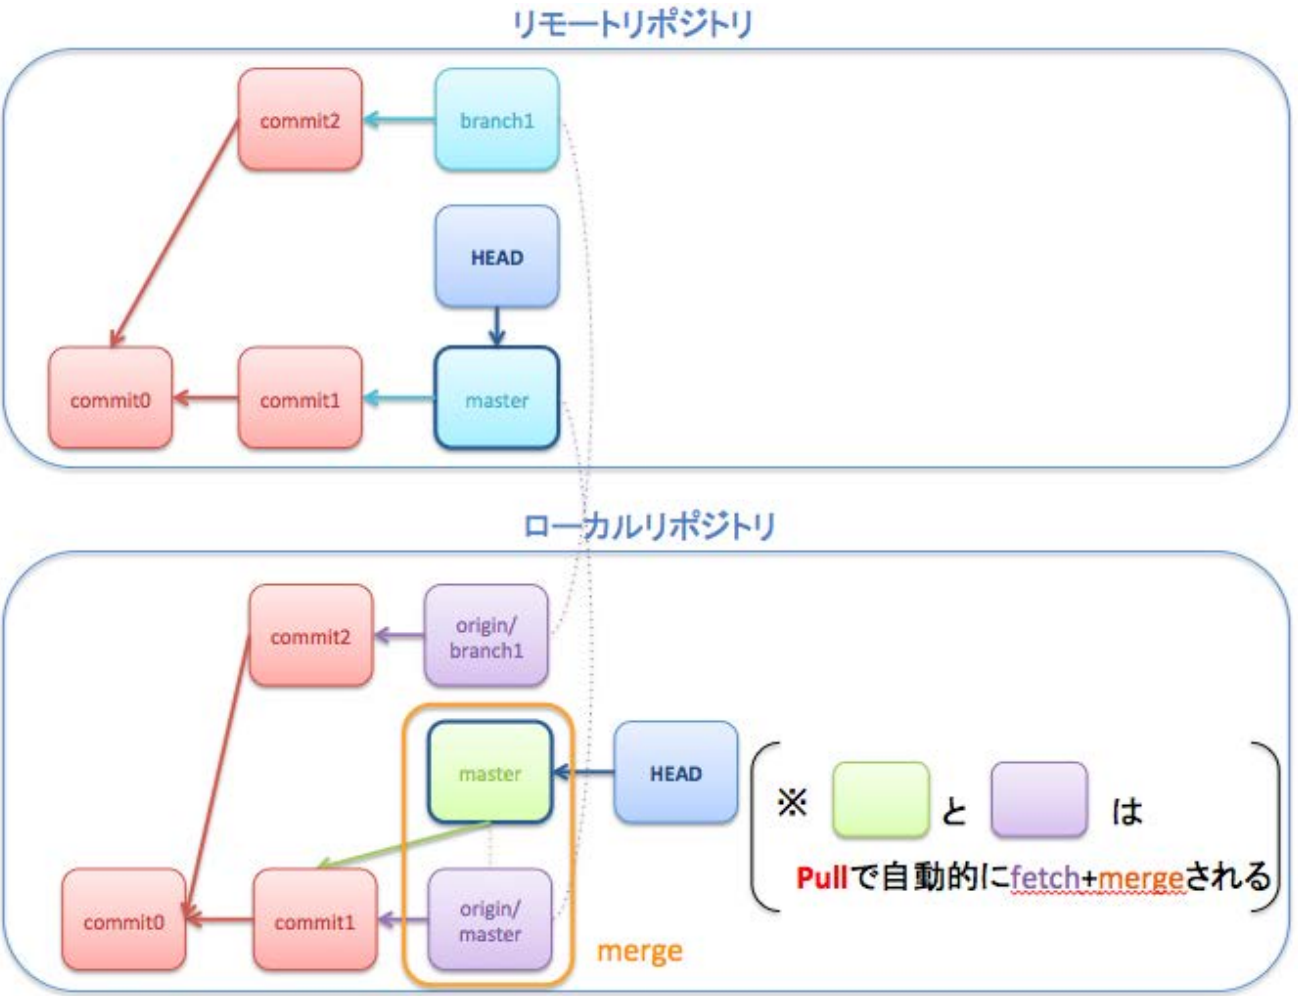 リモートリポジトリ
commit2
branch1
HEAD
commit0
commit1
master
ローカルリポジトリ
commit2
origin/
branch1
master
HEAD
※ と は
Pullで自動的にfetch+mergeされる
commit0
commit1
origin/
master
merge